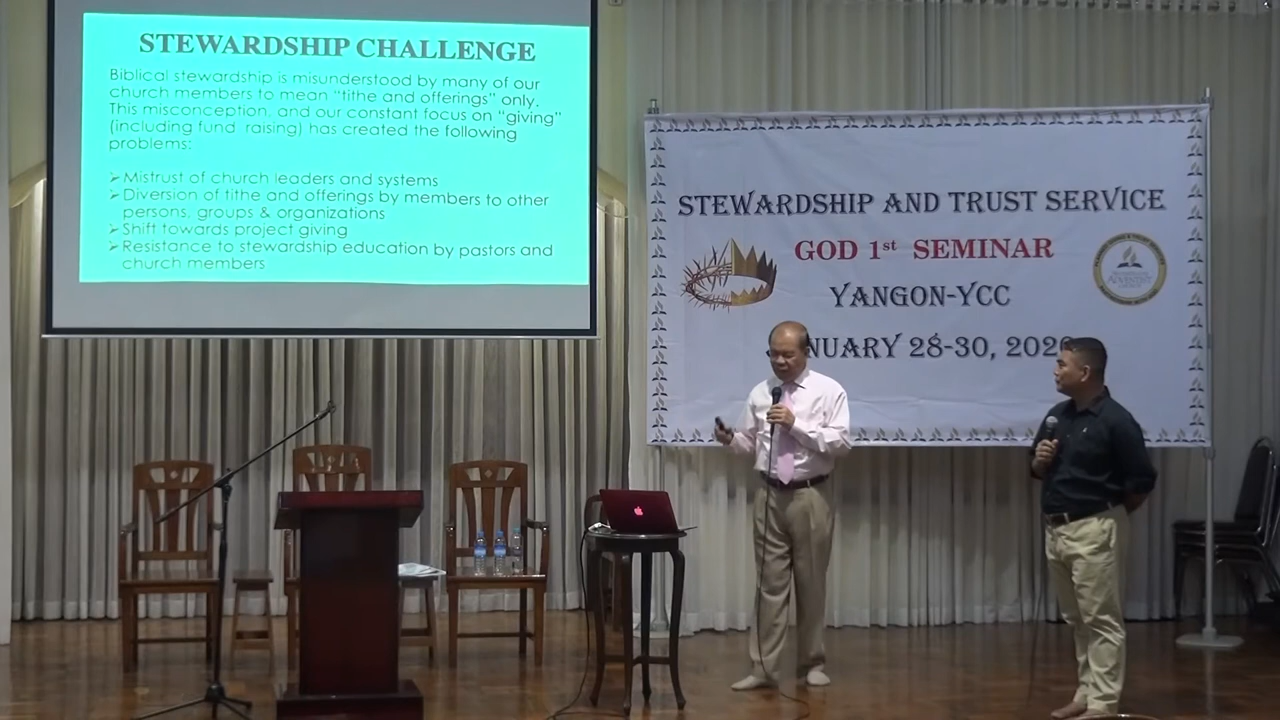 STEWARDSHIP CHALLENGE
Biblical stewardship is misunderstood by many of our
church members to mean “tithe and offerings” only.
This misconception, and our constant focus on “giving”
(including fund raising) has created the following
problems:
➢Mistrust of church leaders and systems
➢Diversion of tithe and offerings by members to other
persons, groups & organizations
➢Shift towards project giving
➢Resistance to stewardship education by pastors and
church members
STEWARDSHIP AND TRUST SERVICE
GOD 1st SEMINAR
YANGON-YCC
NUARY 28-30, 202